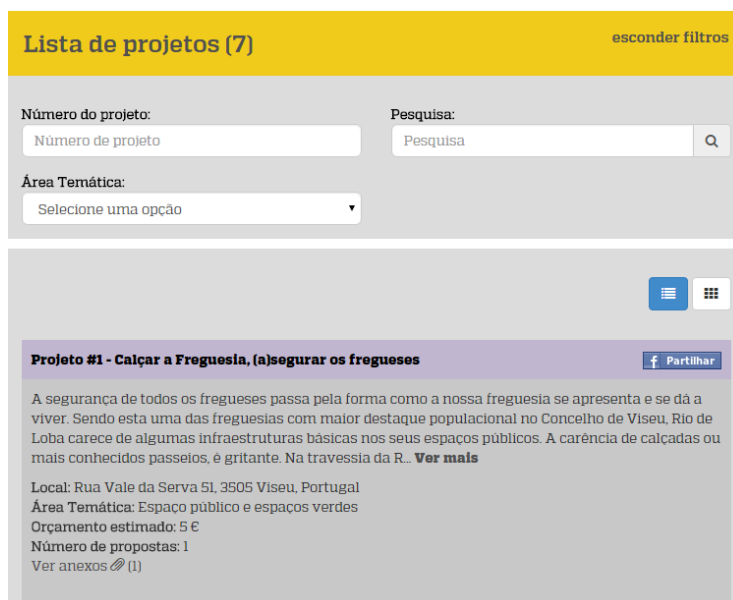 Lista de projetos (7)
esconder filtros
Número do projeto:
Pesquisa:
Número de projeto
Pesquisa
Área Temática:
Selecione uma opção
Projeto #1 - Calçar a Freguesia, (a)segurar os fregueses
f Partilhar
A segurança de todos os fregueses passa pela forma como a nossa freguesia se apresenta e se dá a
viver. Sendo esta uma das freguesias com maior destaque populacional no Concelho de Viseu, Rio de
Loba carece de algumas infraestruturas básicas nos seus espaços públicos. A carência de calçadas ou
mais conhecidos passeios, é gritante. Na travessia da R... Ver mais
Local: Rua Vale da Serva 51, 3505 Viseu, Portugal
Área Temática: Espaço público e espaços verdes
Orçamento estimado: 5 €
Número de propostas: 1
Ver anexos (1)